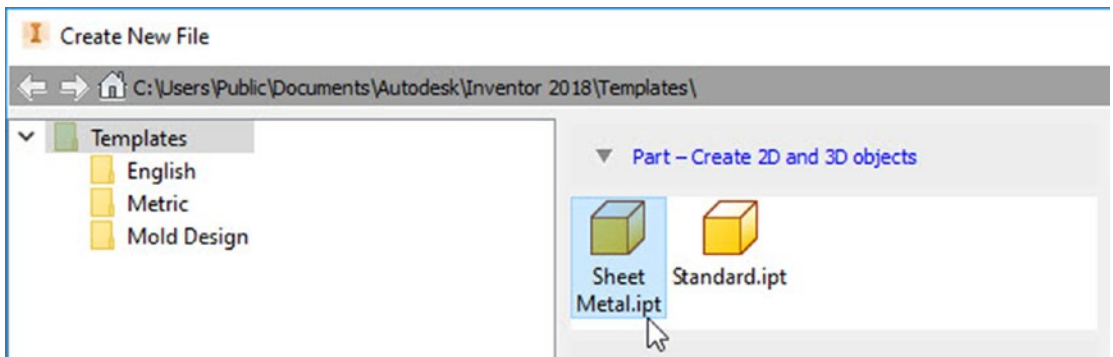 Create New File
C:\Users\Public\Documents\Autodesk\Inventor 2018\Templates\
Templates
English
Metric
Mold Design
Part – Create 2D and 3D objects
Sheet Metal.ipt
Standard.ipt